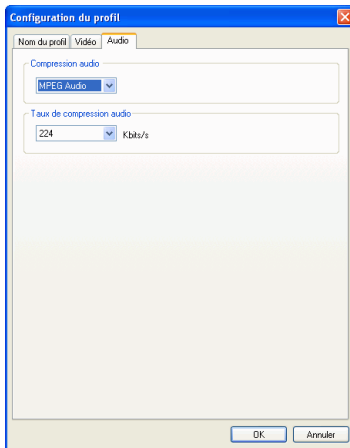 Configuration du profil
Nom du profil Vidéo Audio
Compression audio
MPEG Audio
Taux de compression audio
224 Kbits/s
OK Annuler